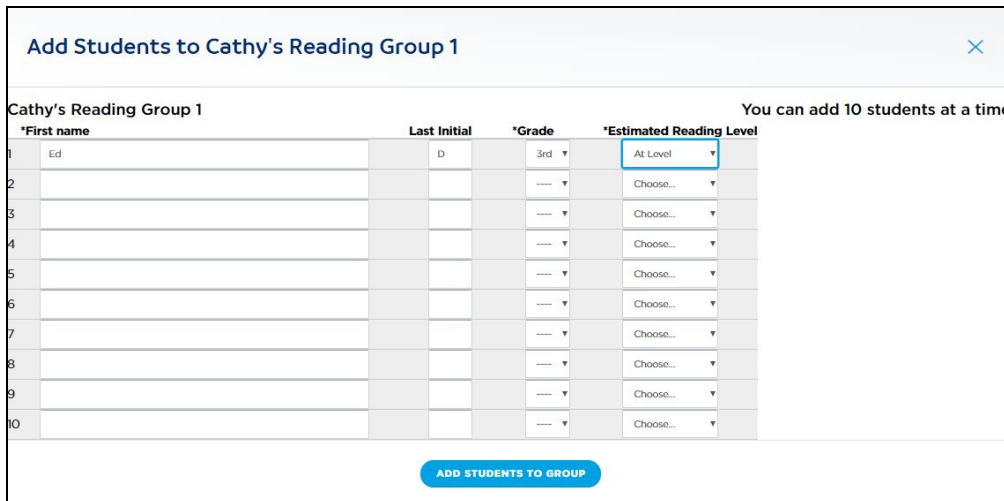 Add Students to Cathy's Reading Group 1
Cathy's Reading Group 1 You can add 10 students at a time
*First name Last Initial *Grade *Estimated Reading Level
1 Ed D 3rd At Level
2 ---- Choose...
3 ---- Choose...
4 ---- Choose...
5 ---- Choose...
6 ---- Choose...
7 ---- Choose...
8 ---- Choose...
9 ---- Choose...
10 ---- Choose...
ADD STUDENTS TO GROUP